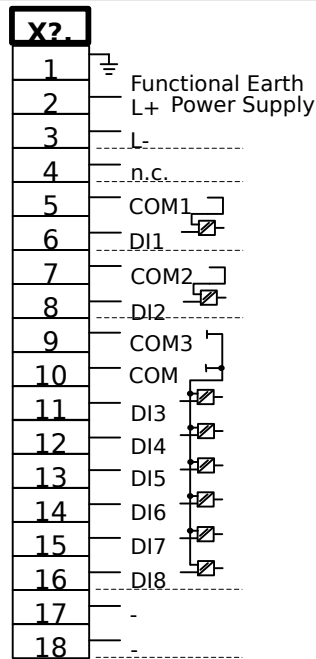 X?.
1
Functional Earth
2 L+ Power Supply
3 L-
4 n.c.
5 COM1
6 DI1
7 COM2
8 DI2
9 COM3
10 COM
11 DI3
12 DI4
13 DI5
14 DI6
15 DI7
16 DI8
17 -
18 -